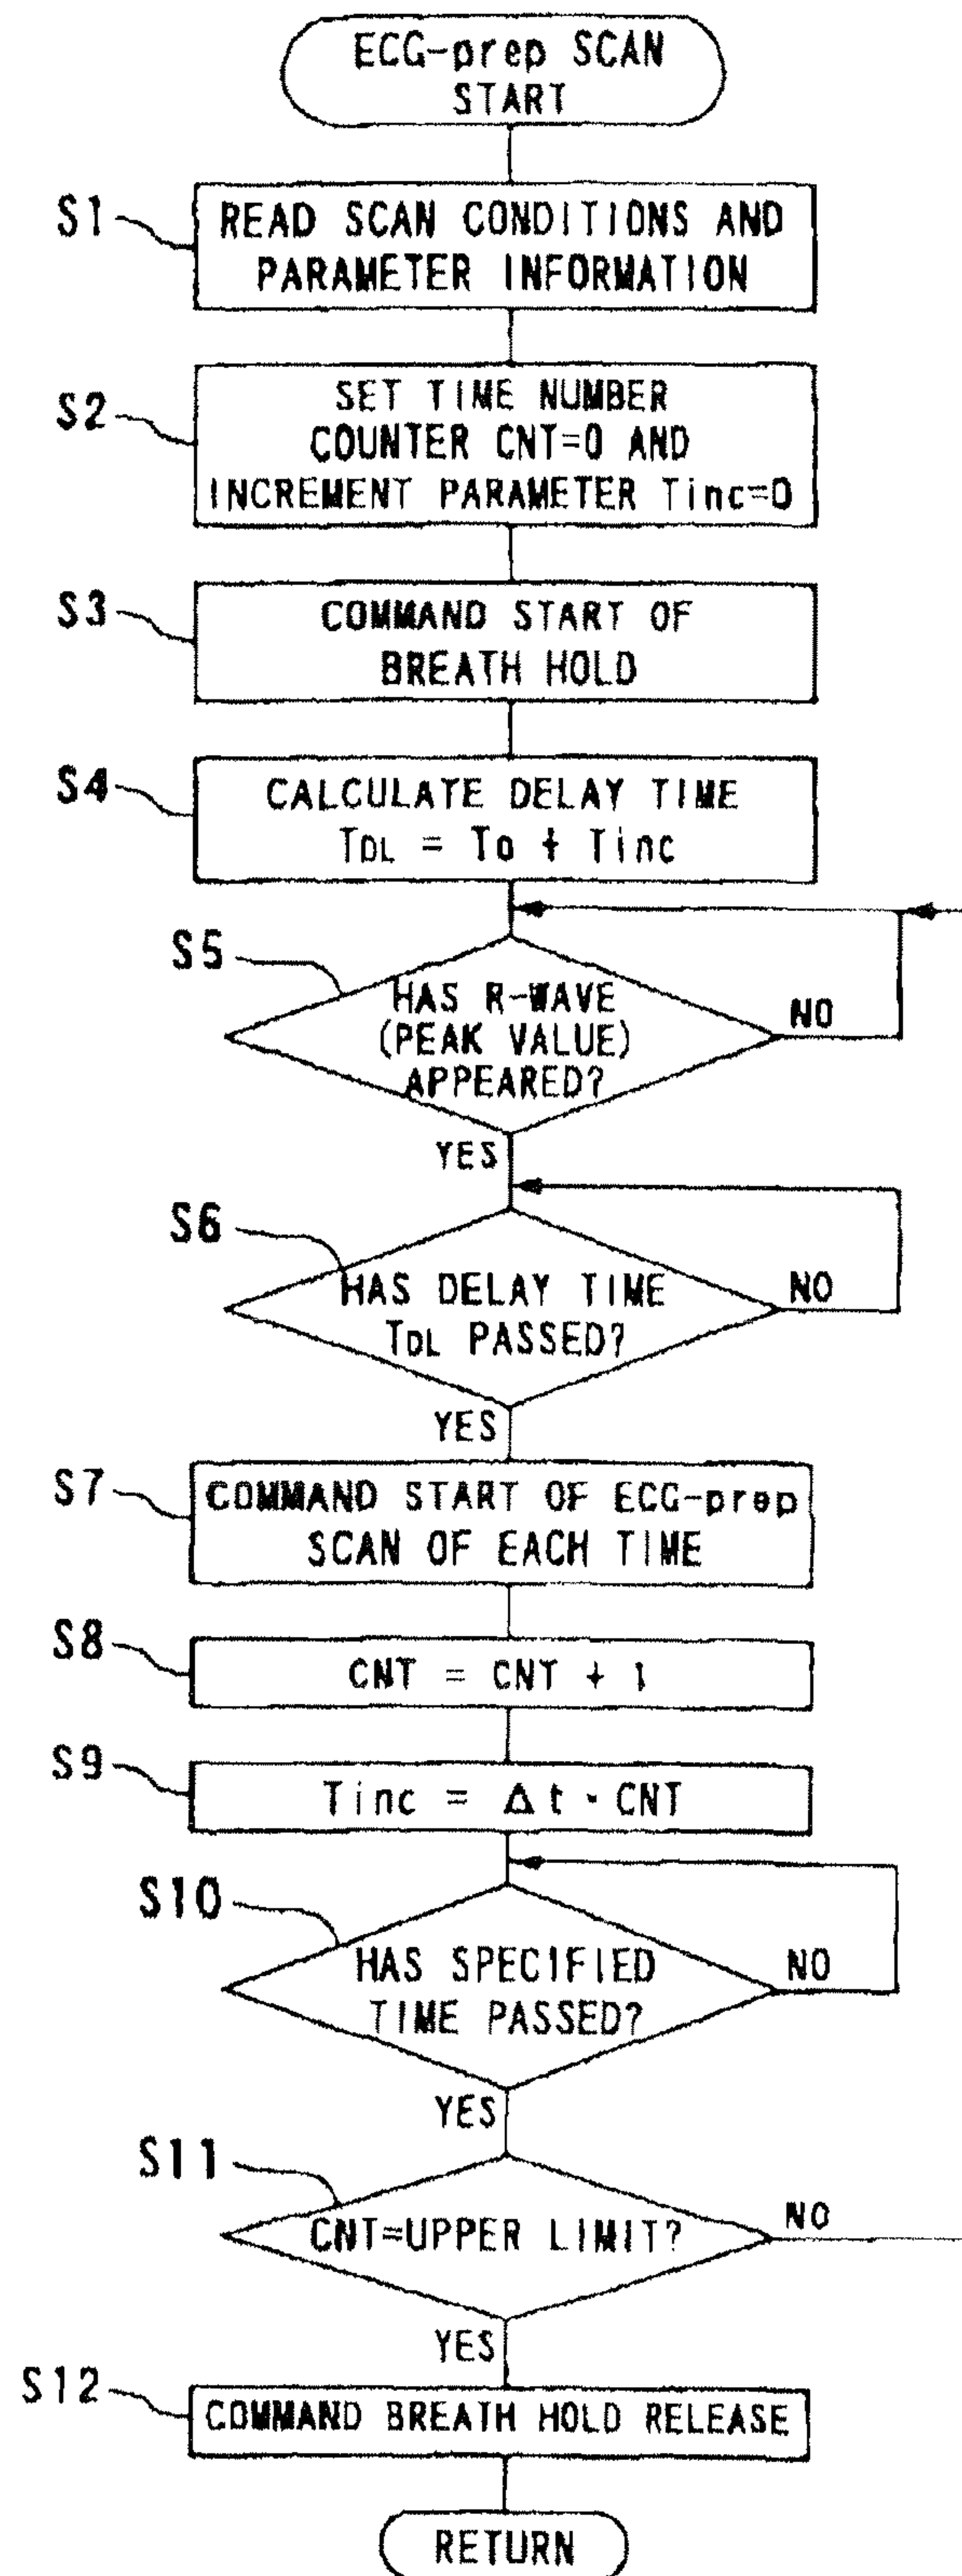 ECG-prep SCAN
START
S1
READ SCAN CONDITIONS AND
PARAMETER INFORMATION
S2
SET TIME NUMBER
COUNTER CNT=0 AND
INCREMENT PARAMETER Tinc=0
S3
COMMAND START OF
BREATH HOLD
S4
CALCULATE DELAY TIME
TDL = To + Tinc
S5
HAS R-WAVE
(PEAK VALUE)
APPEARED?
NO
YES
S6
HAS DELAY TIME
TDL PASSED?
NO
YES
S7
COMMAND START OF ECG-prep
SCAN OF EACH TIME
S8
CNT = CNT + 1
S9
Tinc = Δt · CNT
S10
HAS SPECIFIED
TIME PASSED?
NO
YES
S11
CNT=UPPER LIMIT?
NO
YES
S12
COMMAND BREATH HOLD RELEASE
RETURN